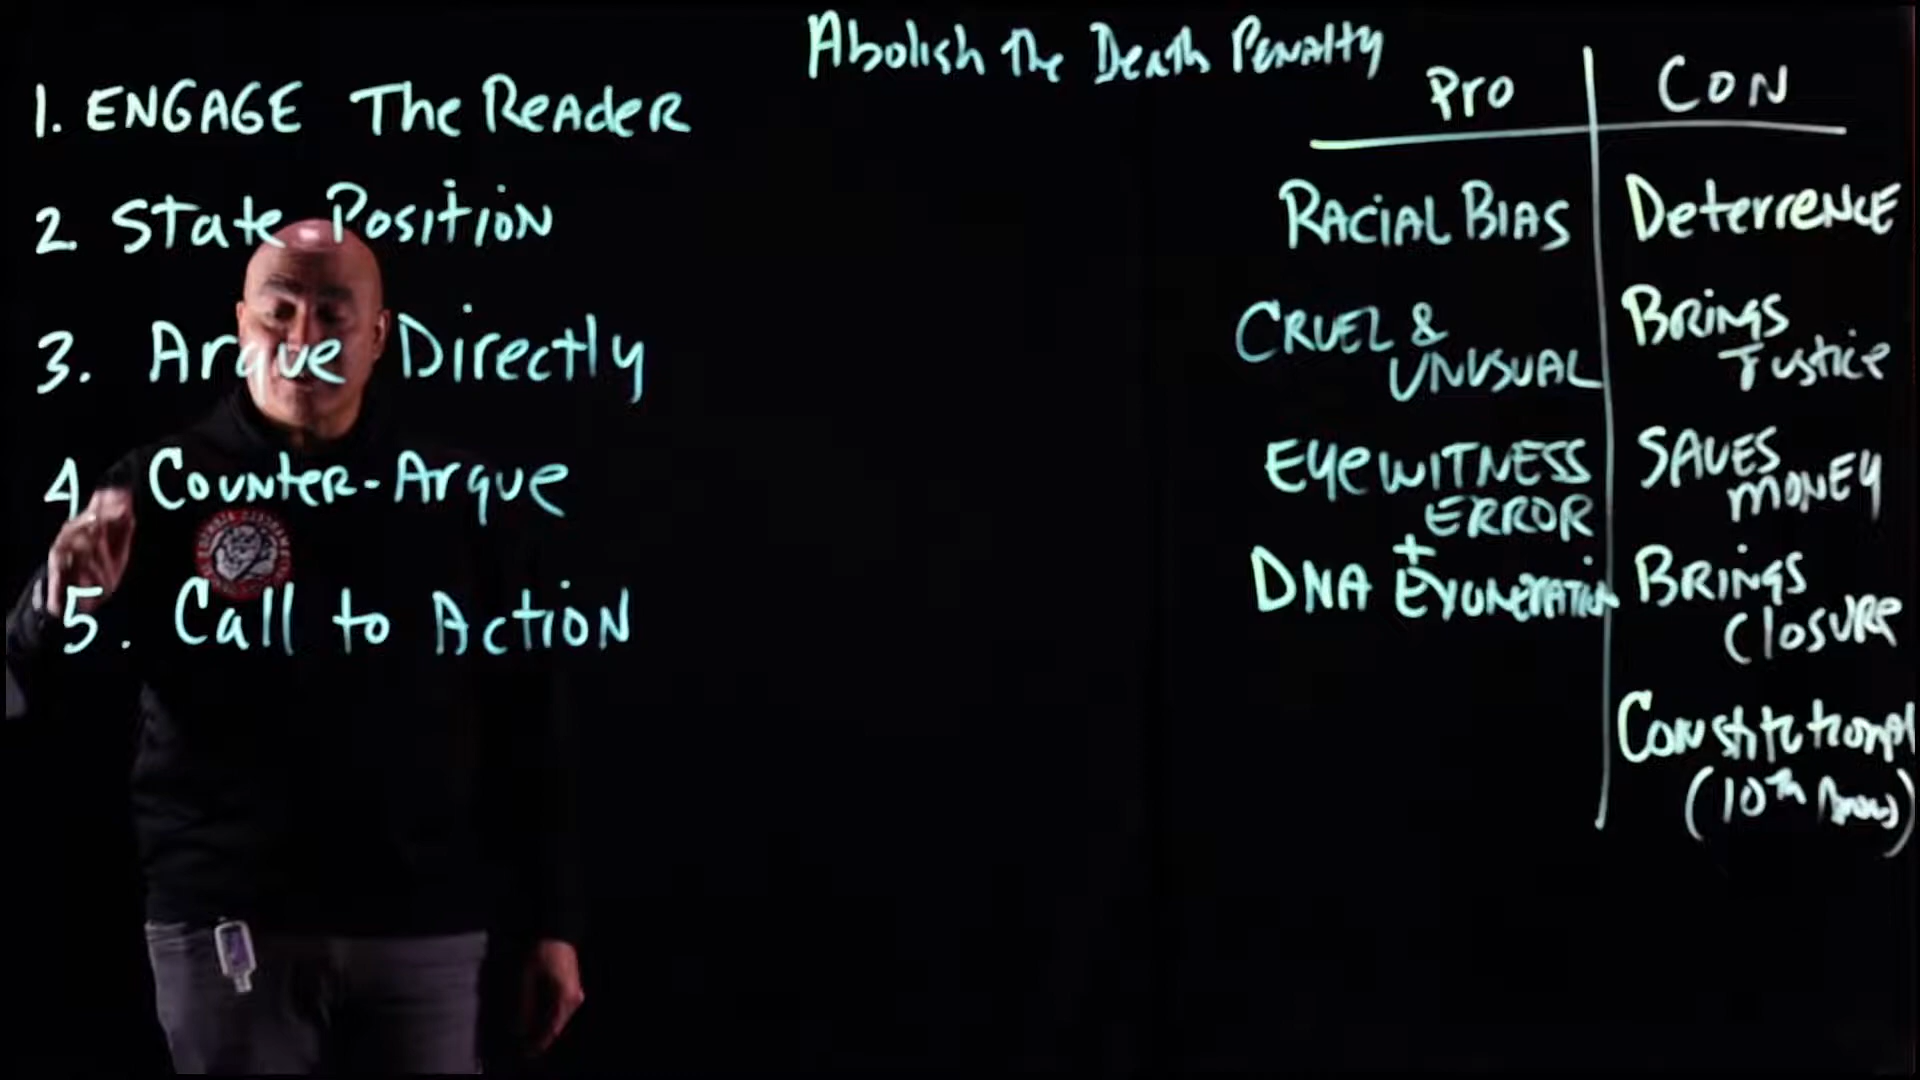 Abolish The Death Penalty
1. ENGAGE The Reader
2 State Position
3. Argue Directly
4. Counter-Argue
5. Call to Action
Pro
RACIAL BIAS
CRUEL &
UNUSUAL
EYEWITNESS
ERROR
+
DNA Exoneration
CON
Deterrence
BRINGS
Justice
SAVES
MONEY
BRINGS
Closure
Constitutional
(10th